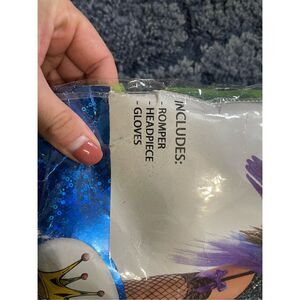 INCLUDES:
- ROMPER
- HEADPIECE
- GLOVES